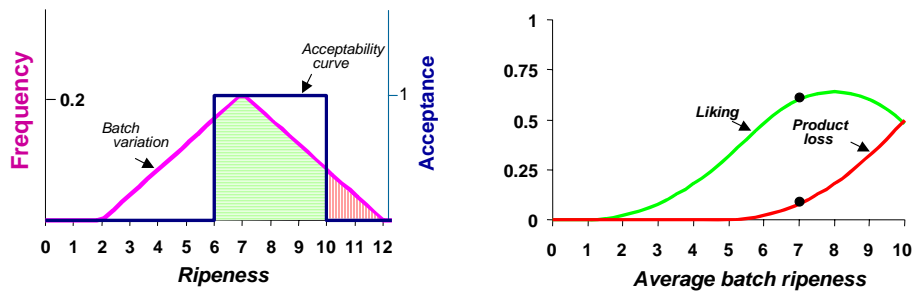 Frequency
0.2
Batch
variation
Acceptability
curve
1
Acceptance
0 1 2 3 4 5 6 7 8 9 10 11 12
Ripeness
1
0.75
0.5
0.25
0
Liking
Product
loss
0 1 2 3 4 5 6 7 8 9 10
Average batch ripeness